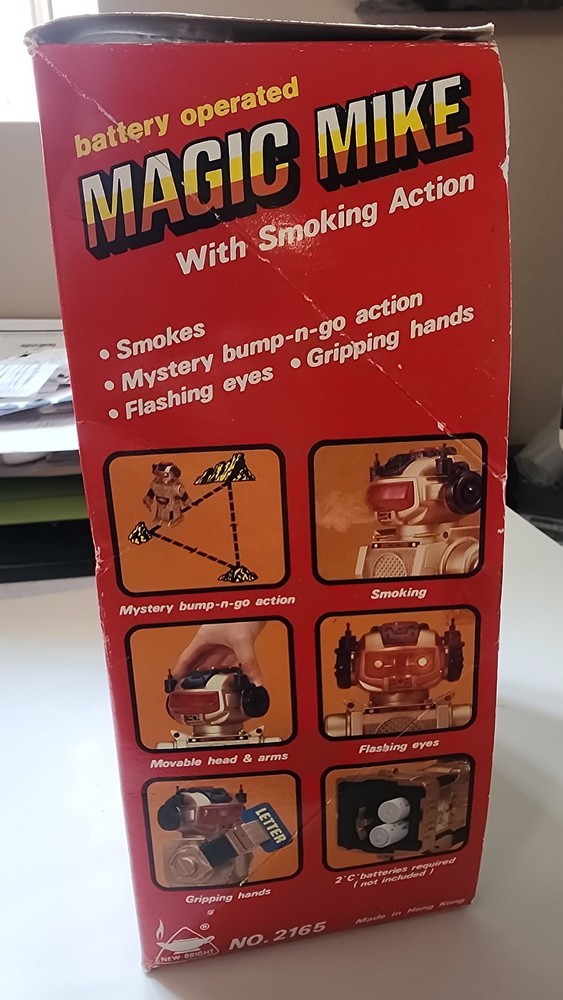 battery operated
MAGIC MIKE
With Smoking Action
• Smokes
• Mystery bump-n-go action
• Flashing eyes • Gripping hands
Mystery bump-n-go action
Smoking
Movable head & arms
Flashing eyes
LETTER
Gripping hands
2 "C" batteries required
( not included )
®
NEW BRIGHT
NO. 2165
Made in Hong Kong